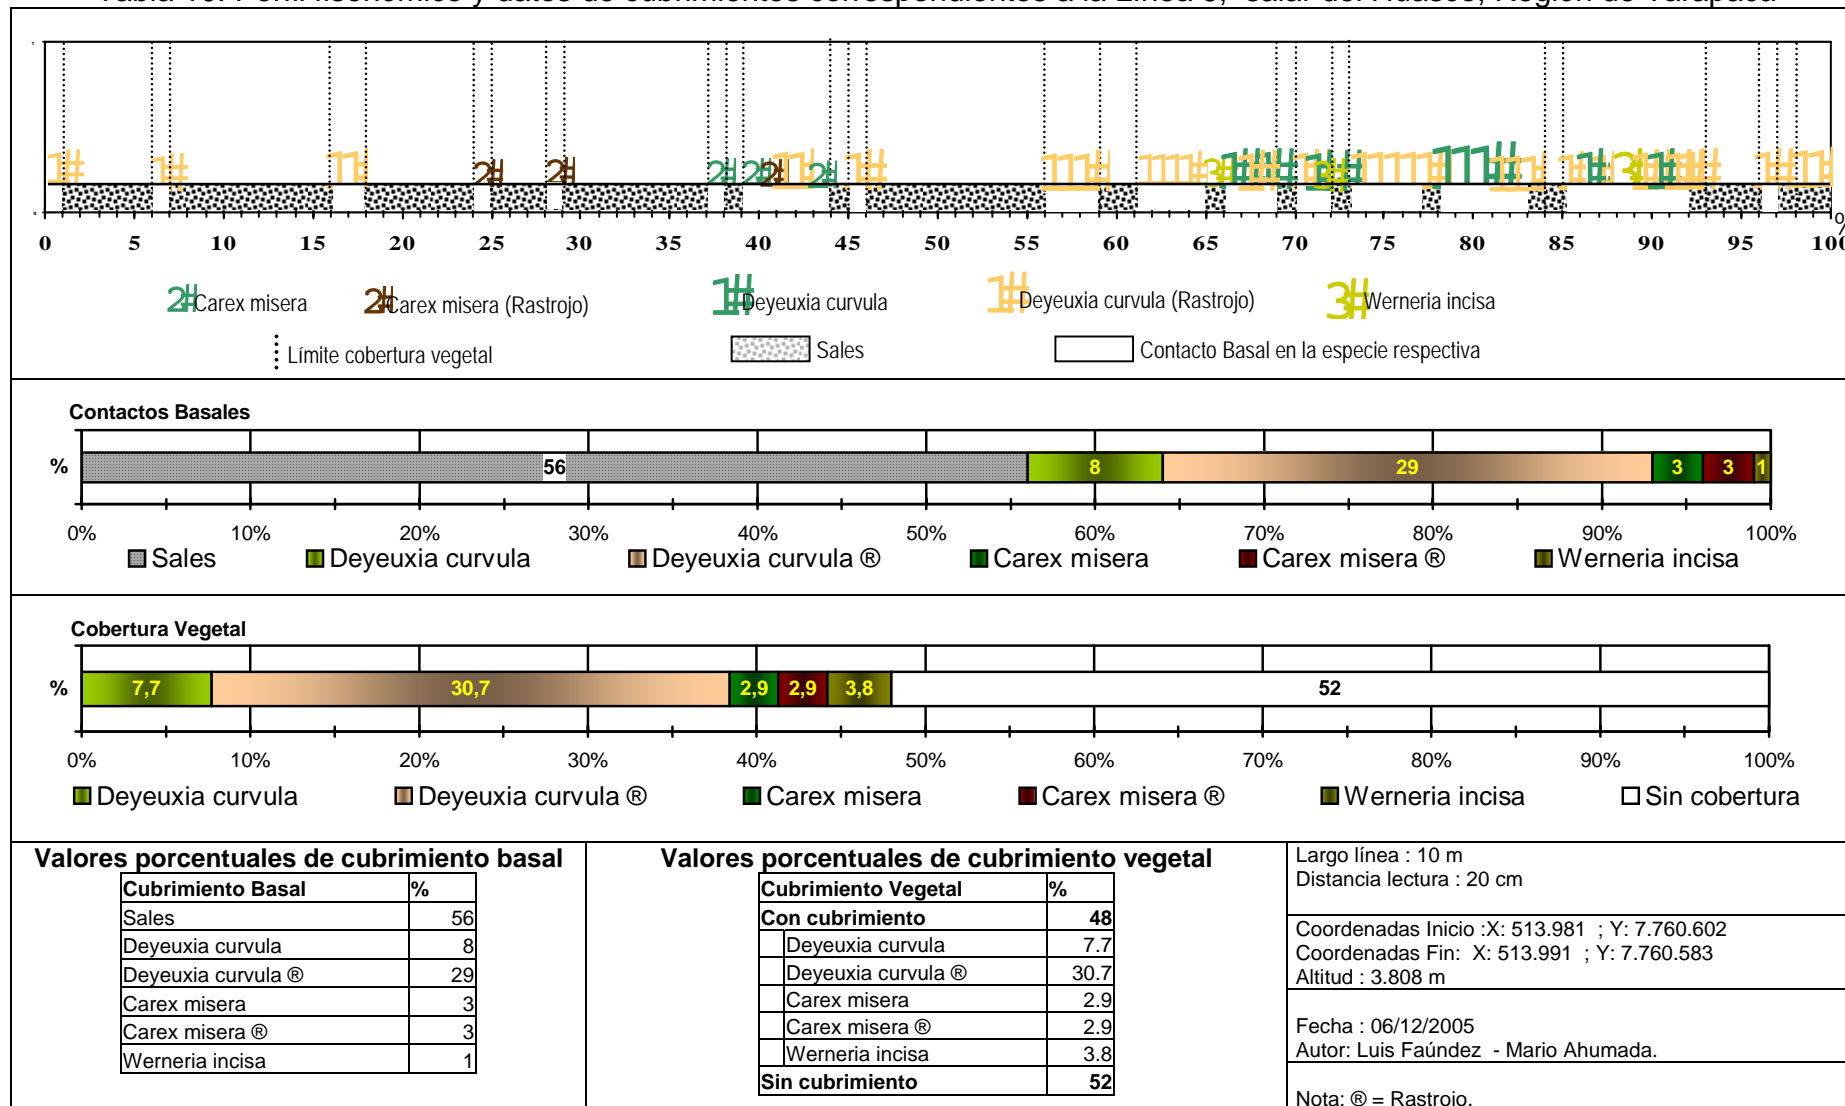 0 5 10 15 20 25 30 35 40 45 50 55 60 65 70 75 80 85 90 95 100
%
2# Carex misera 2# Carex misera (Rastrojo) 1# Deyeuxia curvula 1# Deyeuxia curvula (Rastrojo) 3# Werneria incisa
Límite cobertura vegetal Sales Contacto Basal en la especie respectiva
Contactos Basales
% 56 8 29 3 3 1
0% 10% 20% 30% 40% 50% 60% 70% 80% 90% 100%
Sales Deyeuxia curvula Deyeuxia curvula ® Carex misera Carex misera ® Werneria incisa
Cobertura Vegetal
% 7,7 30,7 2,9 2,9 3,8 52
0% 10% 20% 30% 40% 50% 60% 70% 80% 90% 100%
Deyeuxia curvula Deyeuxia curvula ® Carex misera Carex misera ® Werneria incisa Sin cobertura
Valores porcentuales de cubrimiento basal
Cubrimiento Basal %
Sales 56
Deyeuxia curvula 8
Deyeuxia curvula ® 29
Carex misera 3
Carex misera ® 3
Werneria incisa 1
Valores porcentuales de cubrimiento vegetal
Cubrimiento Vegetal %
Con cubrimiento 48
Deyeuxia curvula 7.7
Deyeuxia curvula ® 30.7
Carex misera 2.9
Carex misera ® 2.9
Werneria incisa 3.8
Sin cubrimiento 52
Largo línea : 10 m
Distancia lectura : 20 cm
Coordenadas Inicio :X: 513.981 ; Y: 7.760.602
Coordenadas Fin: X: 513.991 ; Y: 7.760.583
Altitud : 3.808 m
Fecha : 06/12/2005
Autor: Luis Faúndez - Mario Ahumada.
Nota: ® = Rastrojo.